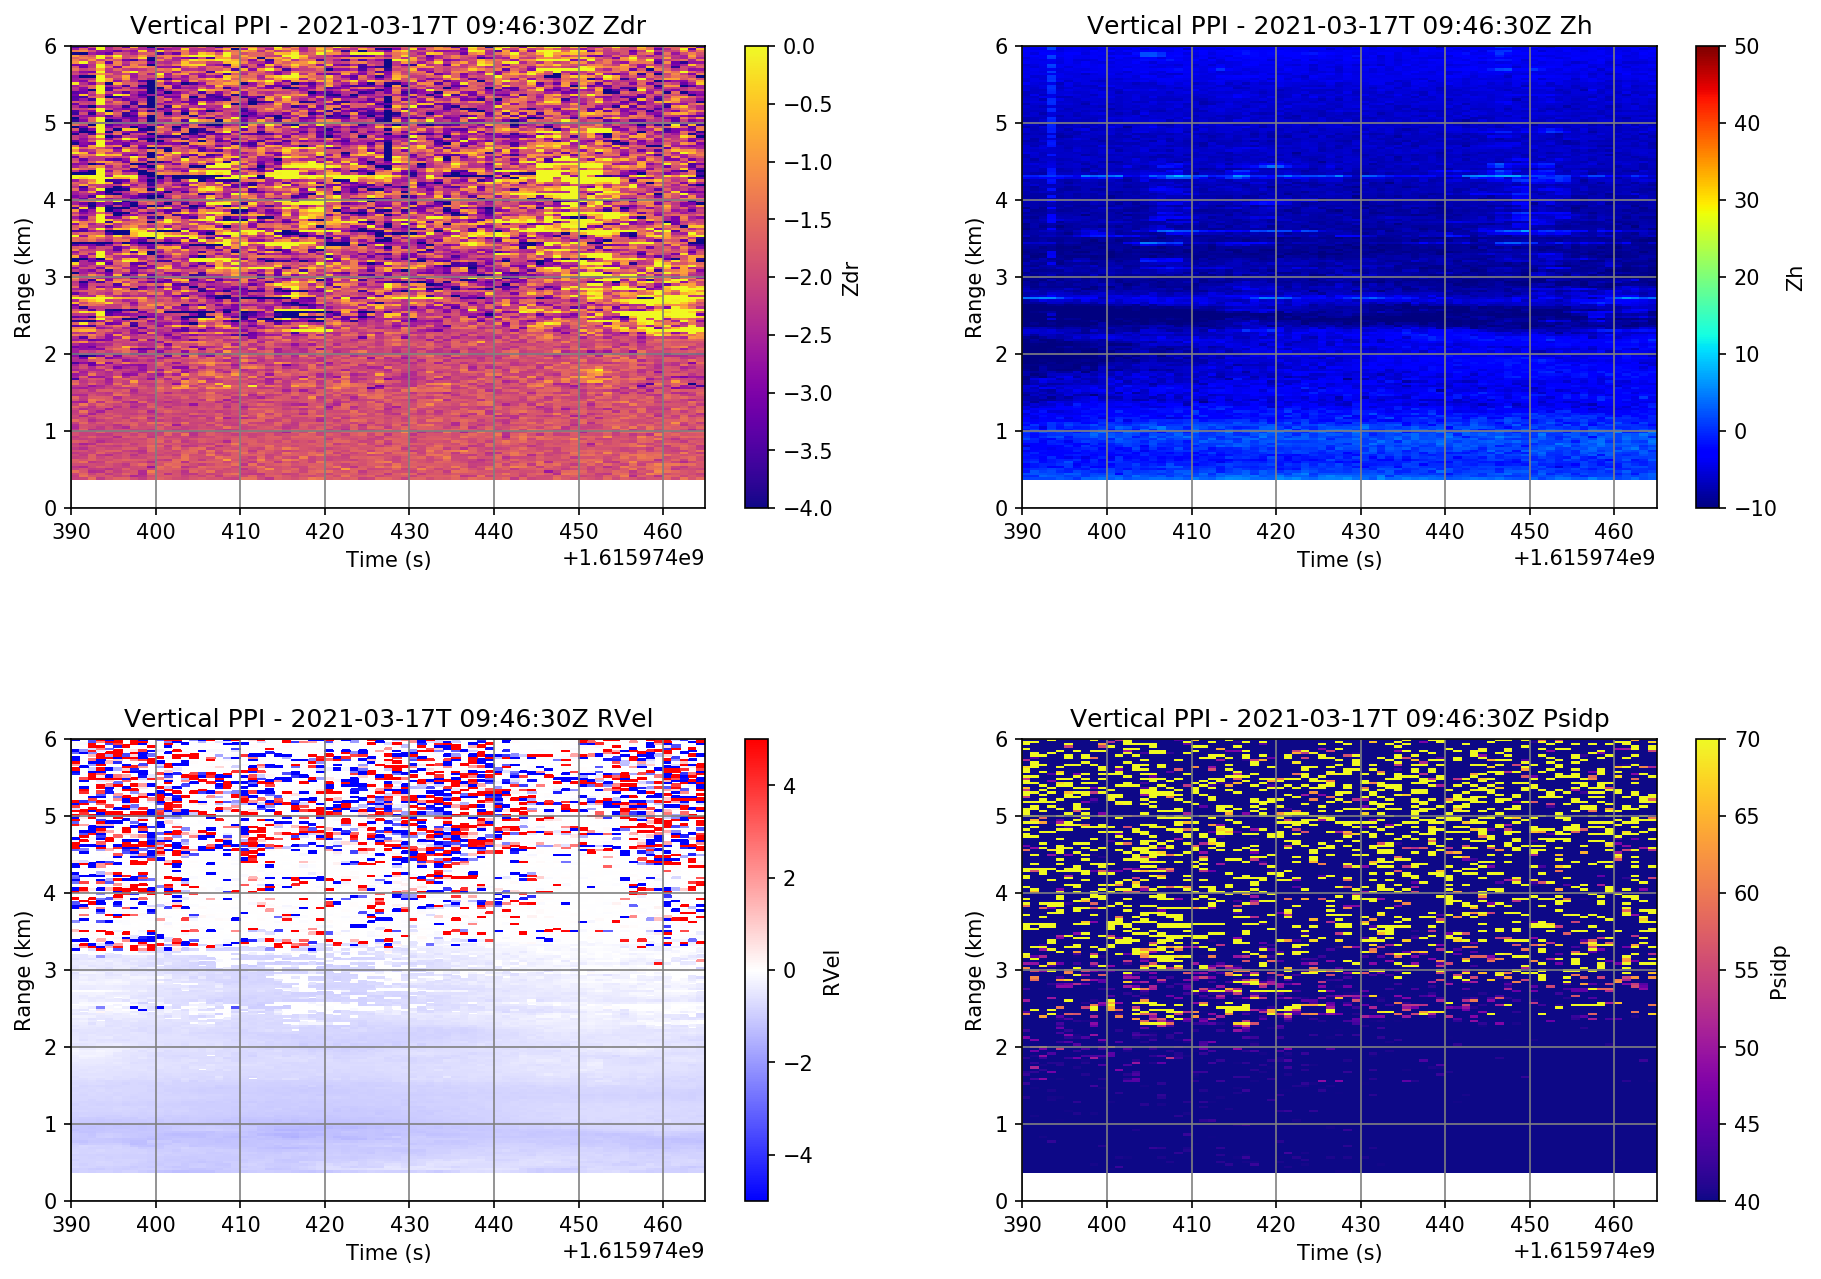 Vertical PPI - 2021-03-17T 09:46:30Z Zdr
6
5
4
3
2
1
0
Range (km)
390 400 410 420 430 440 450 460
Time (s)
+1.615974e9
0.0
−0.5
−1.0
−1.5
−2.0
−2.5
−3.0
−3.5
−4.0
Zdr
Vertical PPI - 2021-03-17T 09:46:30Z Zh
6
5
4
3
2
1
0
Range (km)
390 400 410 420 430 440 450 460
Time (s)
+1.615974e9
50
40
30
20
10
0
−10
Zh
Vertical PPI - 2021-03-17T 09:46:30Z RVel
6
5
4
3
2
1
0
Range (km)
390 400 410 420 430 440 450 460
Time (s)
+1.615974e9
4
2
0
−2
−4
RVel
Vertical PPI - 2021-03-17T 09:46:30Z Psidp
6
5
4
3
2
1
0
Range (km)
390 400 410 420 430 440 450 460
Time (s)
+1.615974e9
70
65
60
55
50
45
40
Psidp